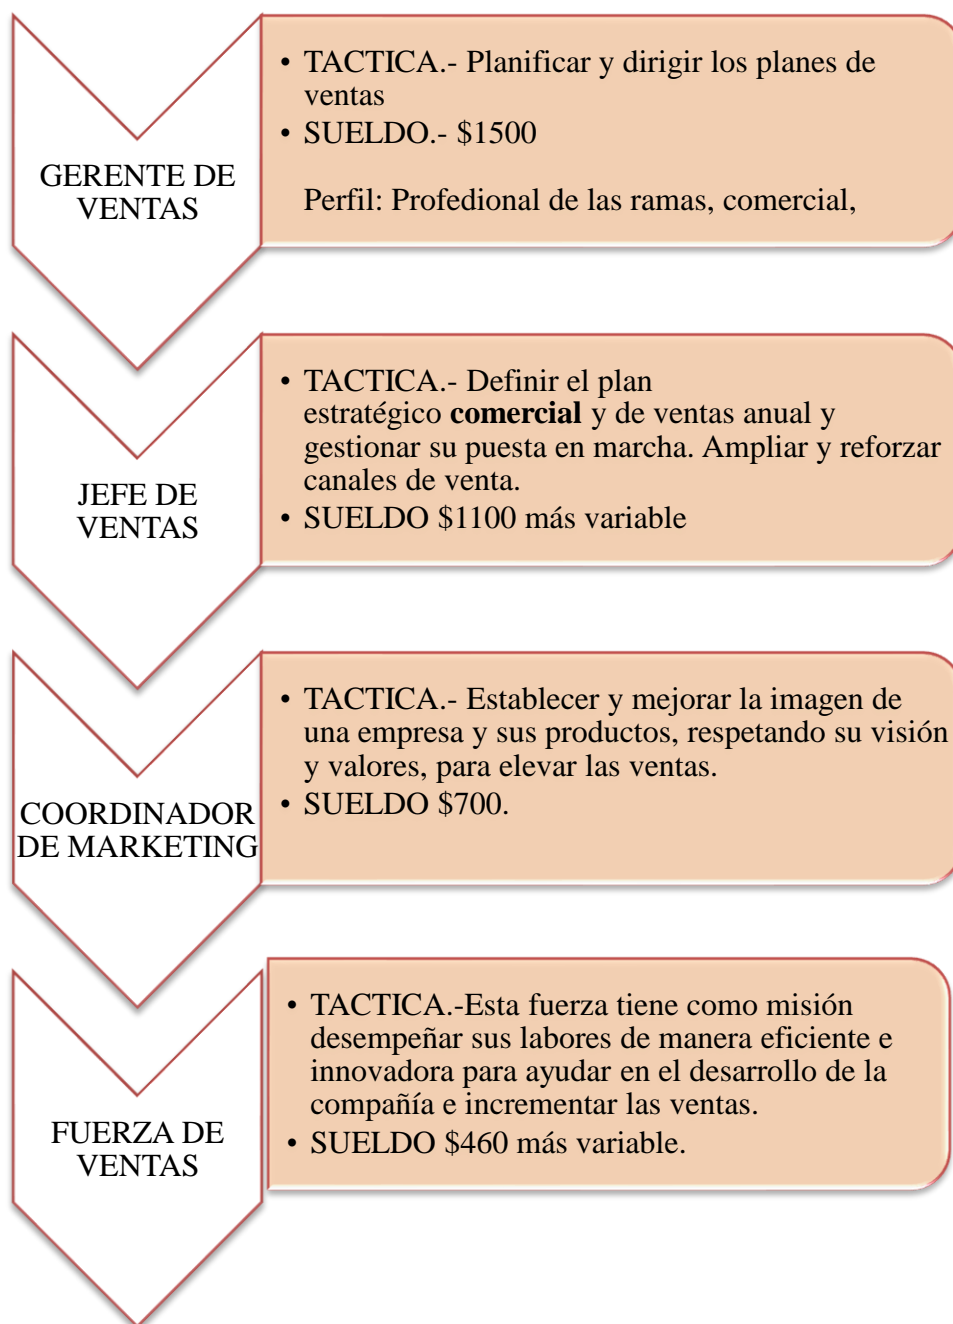 GERENTE DE
VENTAS
• TACTICA.- Planificar y dirigir los planes de
ventas
• SUELDO.- $1500
Perfil: Profedional de las ramas, comercial,
JEFE DE
VENTAS
• TACTICA.- Definir el plan
estratégico comercial y de ventas anual y
gestionar su puesta en marcha. Ampliar y reforzar
canales de venta.
• SUELDO $1100 más variable
COORDINADOR
DE MARKETING
• TACTICA.- Establecer y mejorar la imagen de
una empresa y sus productos, respetando su visión
y valores, para elevar las ventas.
• SUELDO $700.
FUERZA DE
VENTAS
• TACTICA.-Esta fuerza tiene como misión
desempeñar sus labores de manera eficiente e
innovadora para ayudar en el desarrollo de la
compañía e incrementar las ventas.
• SUELDO $460 más variable.